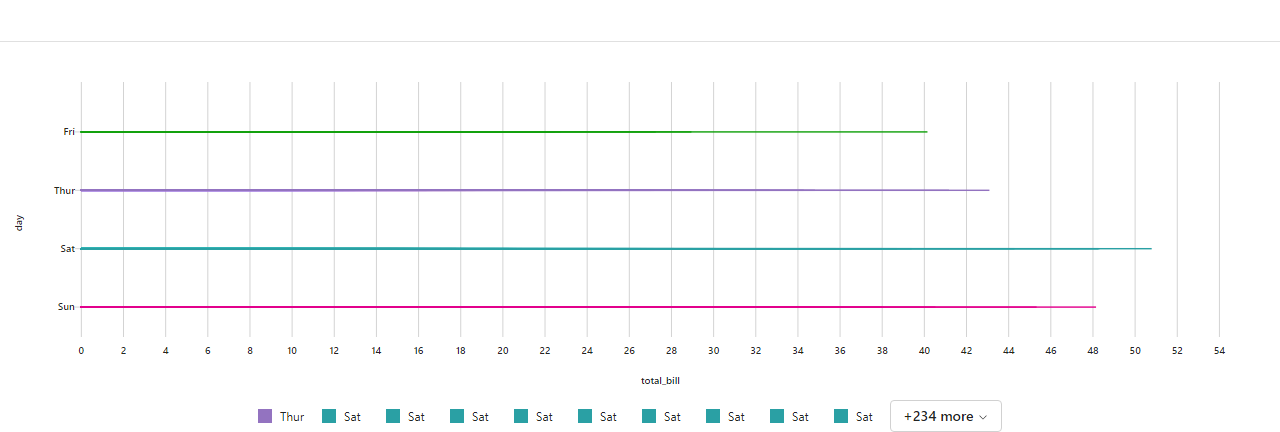 Fri
Thur
day
Sat
Sun
0 2 4 6 8 10 12 14 16 18 20 22 24 26 28 30 32 34 36 38 40 42 44 46 48 50 52 54
total_bill
Thur Sat Sat Sat Sat Sat Sat Sat Sat Sat +234 more